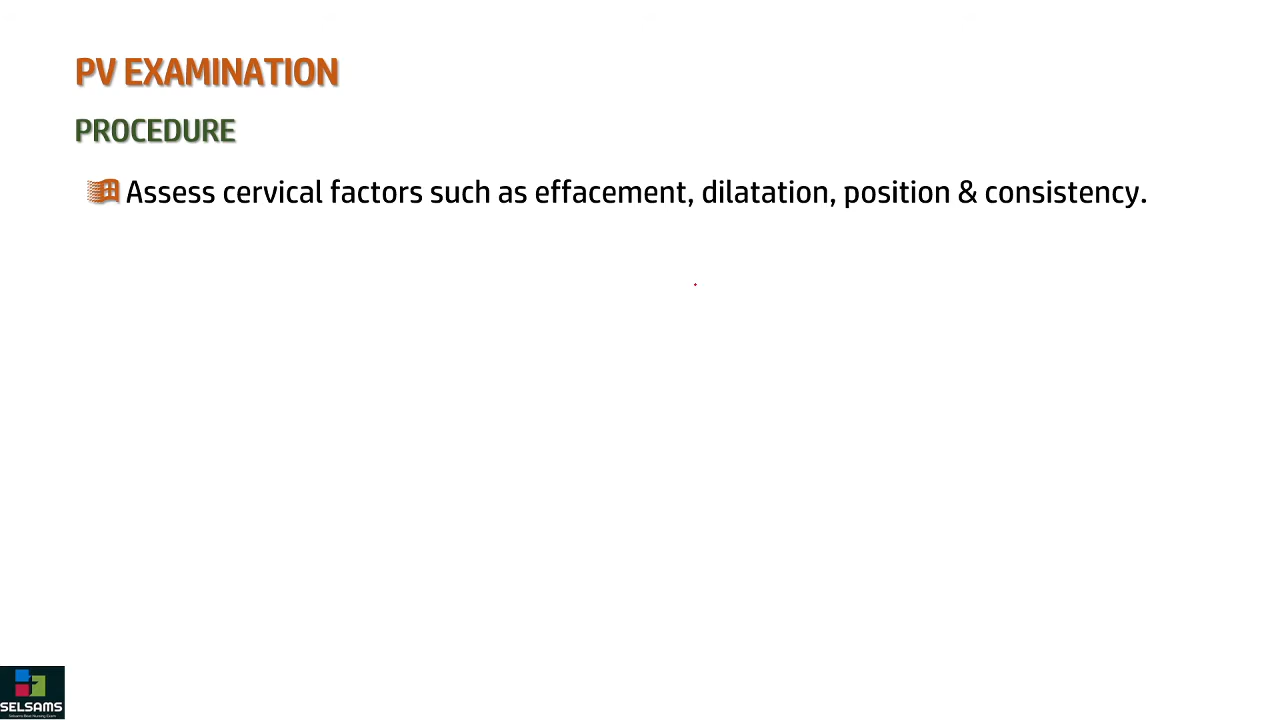 PV EXAMINATION
PROCEDURE
Assess cervical factors such as effacement, dilatation, position & consistency.
SELSAMS